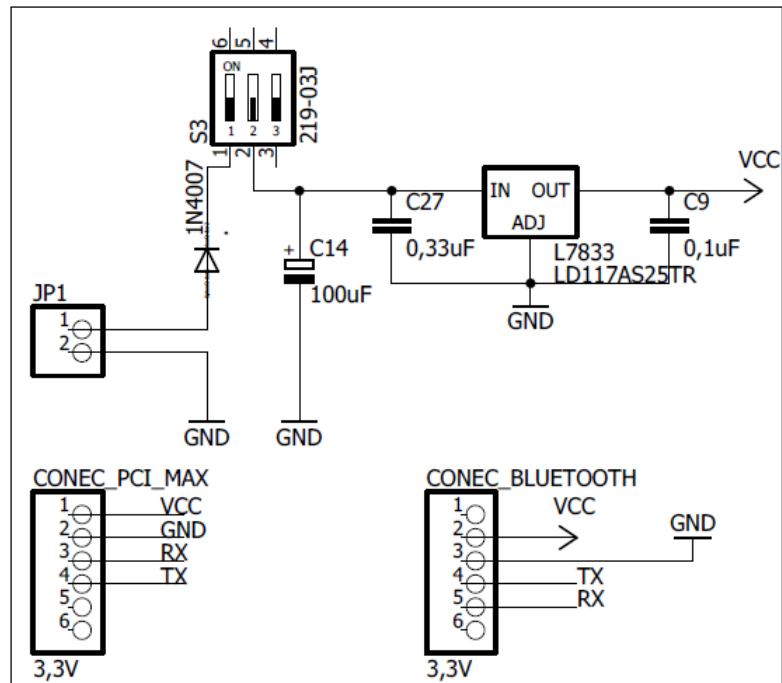 6 5 4
ON
1 2 3
S3
219-03J
1 2 3
1N4007
VCC
IN OUT
ADJ
C27
0,33uF
C9
0,1uF
L7833
LD117AS25TR
GND
+
C14
100uF
JP1
1
2
GND
GND
CONEC_PCI_MAX
1 VCC
2 GND
3 RX
4 TX
5
6
3,3V
CONEC_BLUETOOTH
1
2 VCC
3 GND
4 TX
5 RX
6
3,3V